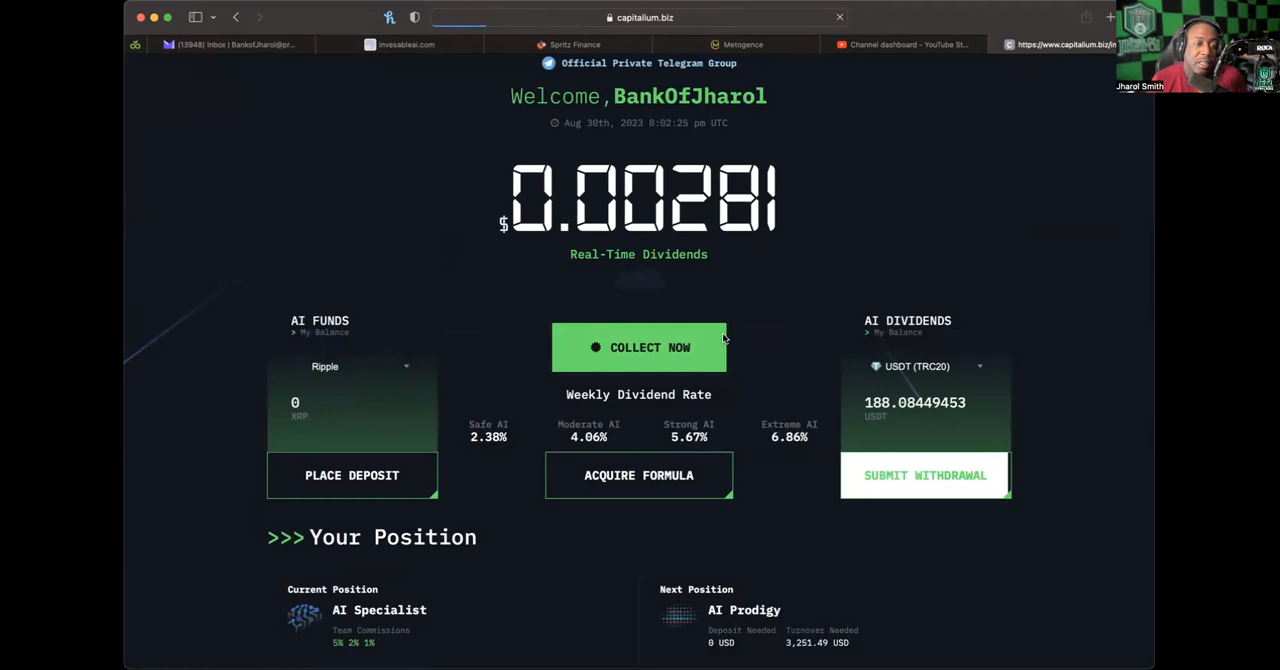 capitalium.biz
(13948) Inbox | BankofJharol@pr...
invesableai.com
Spritz Finance
Metogence
Channel dashboard - YouTube St...
https://www.capitalium.biz/in
Jharol Smith
Official Private Telegram Group
Welcome,BankOfJharol
Aug 30th, 2023 8:02:25 pm UTC
$0.00281
Real-Time Dividends
AI FUNDS
> My Balance
Ripple
0
XRP
PLACE DEPOSIT
COLLECT NOW
Weekly Dividend Rate
Safe AI
2.38%
Moderate AI
4.06%
Strong AI
5.67%
Extreme AI
6.86%
ACQUIRE FORMULA
AI DIVIDENDS
> My Balance
USDT (TRC20)
188.08449453
USDT
SUBMIT WITHDRAWAL
>>> Your Position
Current Position
AI Specialist
Team Commissions
5% 2% 1%
Next Position
AI Prodigy
Deposit Needed
0 USD
Turnover Needed
3,251.49 USD